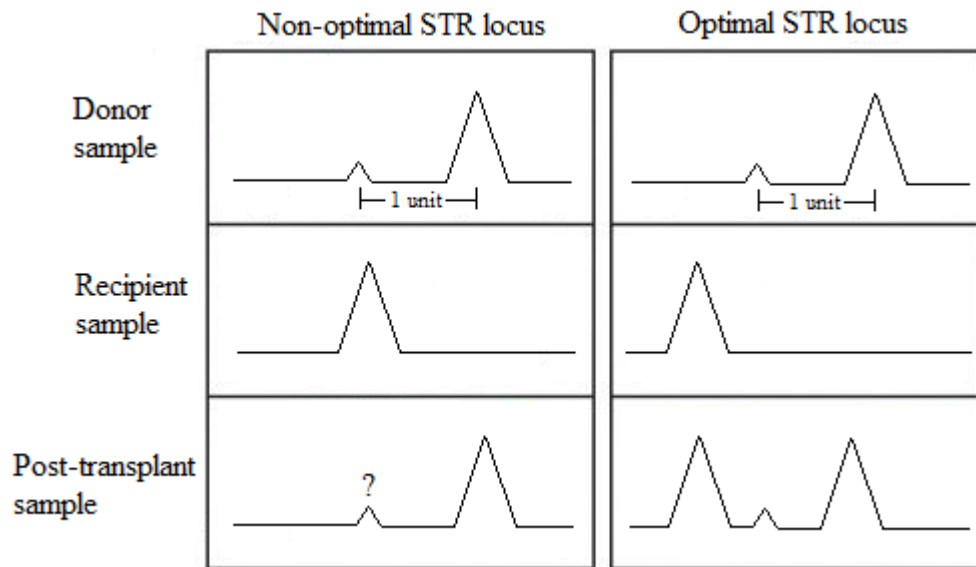 Non-optimal STR locus
Optimal STR locus
Donor
sample
1 unit
1 unit
Recipient
sample
Post-transplant
sample
?